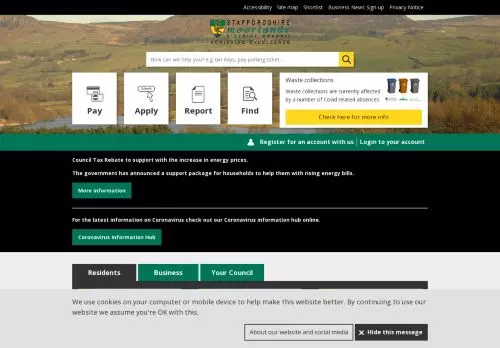 Accessibility Site map Shortlist Business News Sign up Privacy Notice
STAFFORDSHIRE
moorlands
DISTRICT COUNCIL
ACHIEVING EXCELLENCE
How can we help you? e.g. bin days, pay parking ticket...
Pay
Apply
Report
Find
Waste collections
Waste collections are currently affected
by a number of Covid related absences.
Check here for more info
Register for an account with us Login to your account
Council Tax Rebate to support with the increase in energy prices.
The government has announced a support package for households to help them with rising energy bills.
More information
For the latest information on Coronavirus check out our Coronavirus information hub online.
Coronavirus Information Hub
Residents
Business
Your Council
We use cookies on your computer or mobile device to help make this website better. By continuing to use our
website we assume you're OK with this.
About our website and social media
Hide this message